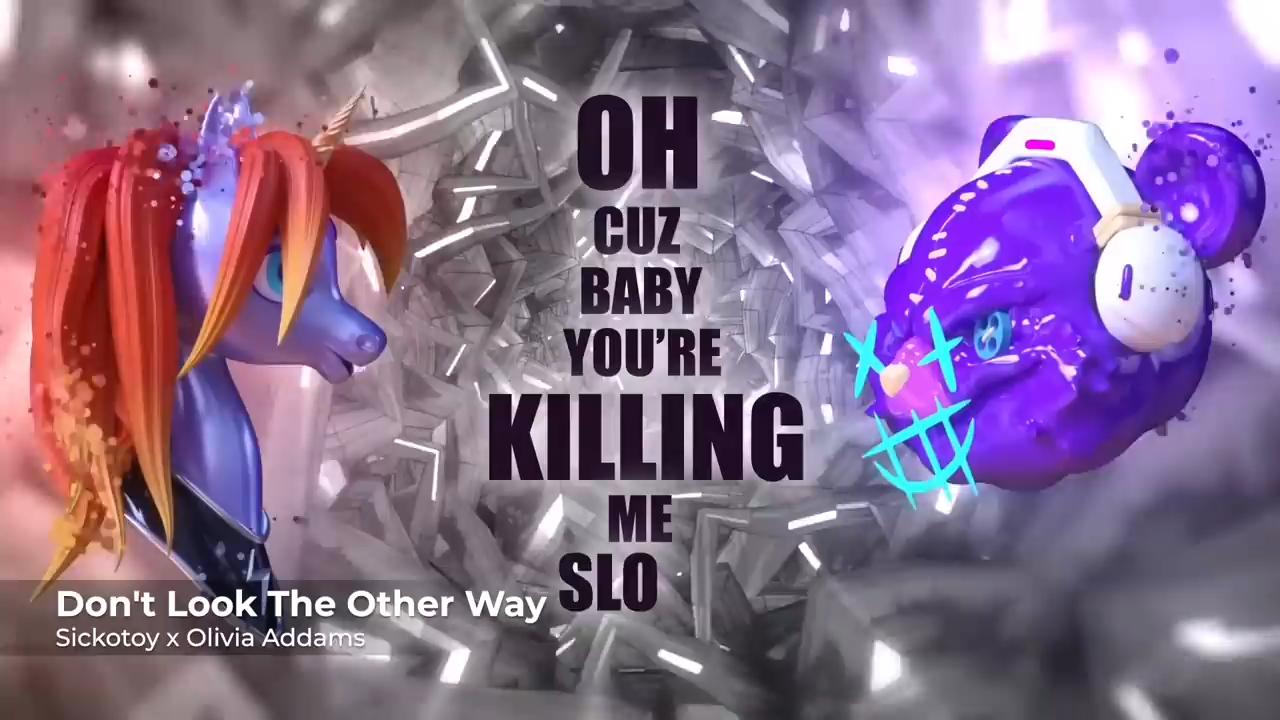 OH
CUZ
BABY
YOU'RE
KILLING
ME
SLO
Don't Look The Other Way
Sickotoy x Olivia Addams